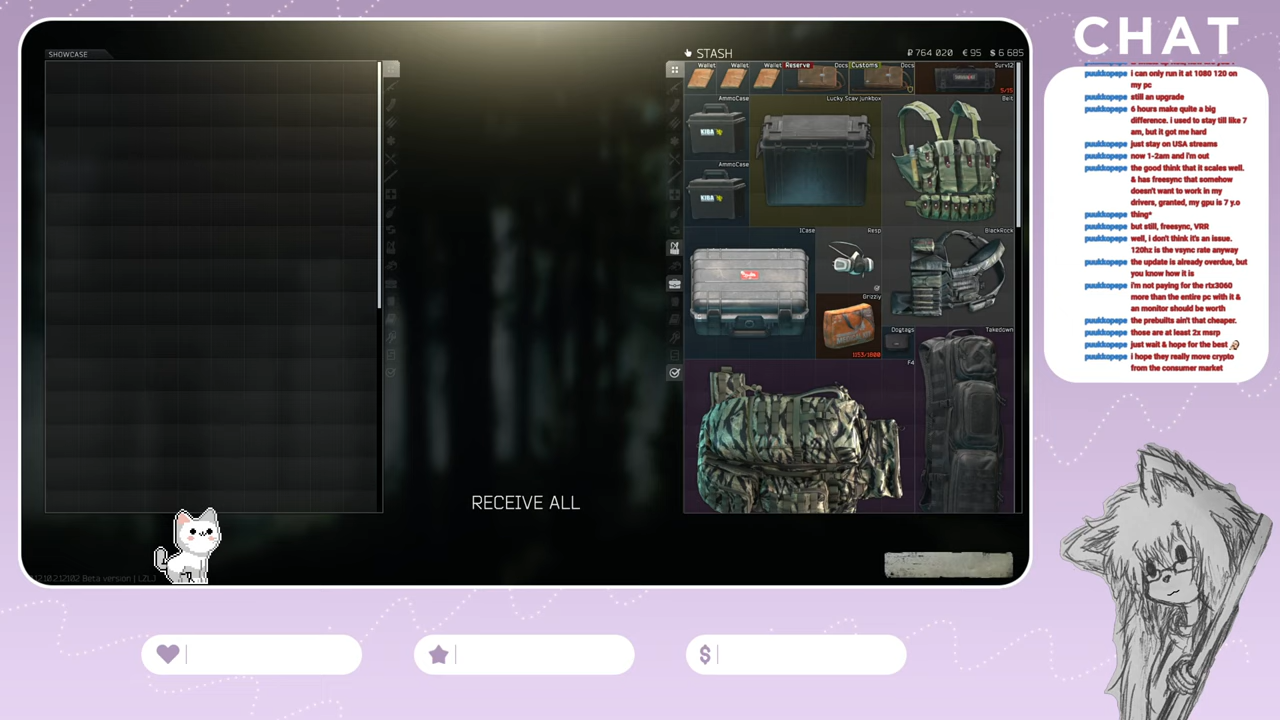 SHOWCASE
STASH
₽ 764 020 € 95 $ 6 685
Wallet Wallet Wallet Reserve Docs Customs Docs Surv12
5/15
AmmoCase Lucky Scav Junkbox Belt
KIBA
AmmoCase
KIBA
ICase Resp BlackRock
Grizzly
1153/1800
Dogtags Takedown
F4
RECEIVE ALL
Beta version |
CHAT
puukkopepe i can only run it at 1080 120 on
my pc
puukkopepe still an upgrade
puukkopepe 6 hours make quite a big
difference. i used to stay till like 7
am, but it got me hard
puukkopepe just stay on USA streams
puukkopepe now 1-2am and i'm out
puukkopepe the good think that it scales well.
& has freesync that somehow
doesn't want to work in my
drivers, granted, my gpu is 7 y.o
puukkopepe thing*
puukkopepe but still, freesync, VRR
puukkopepe well, i don't think it's an issue.
120hz is the vsync rate anyway
puukkopepe the update is already overdue, but
you know how it is
puukkopepe i'm not paying for the rtx3060
more than the entire pc with it &
an monitor should be worth
puukkopepe the prebuilts ain't that cheaper.
puukkopepe those are at least 2x msrp
puukkopepe just wait & hope for the best
puukkopepe i hope they really move crypto
from the consumer market
$